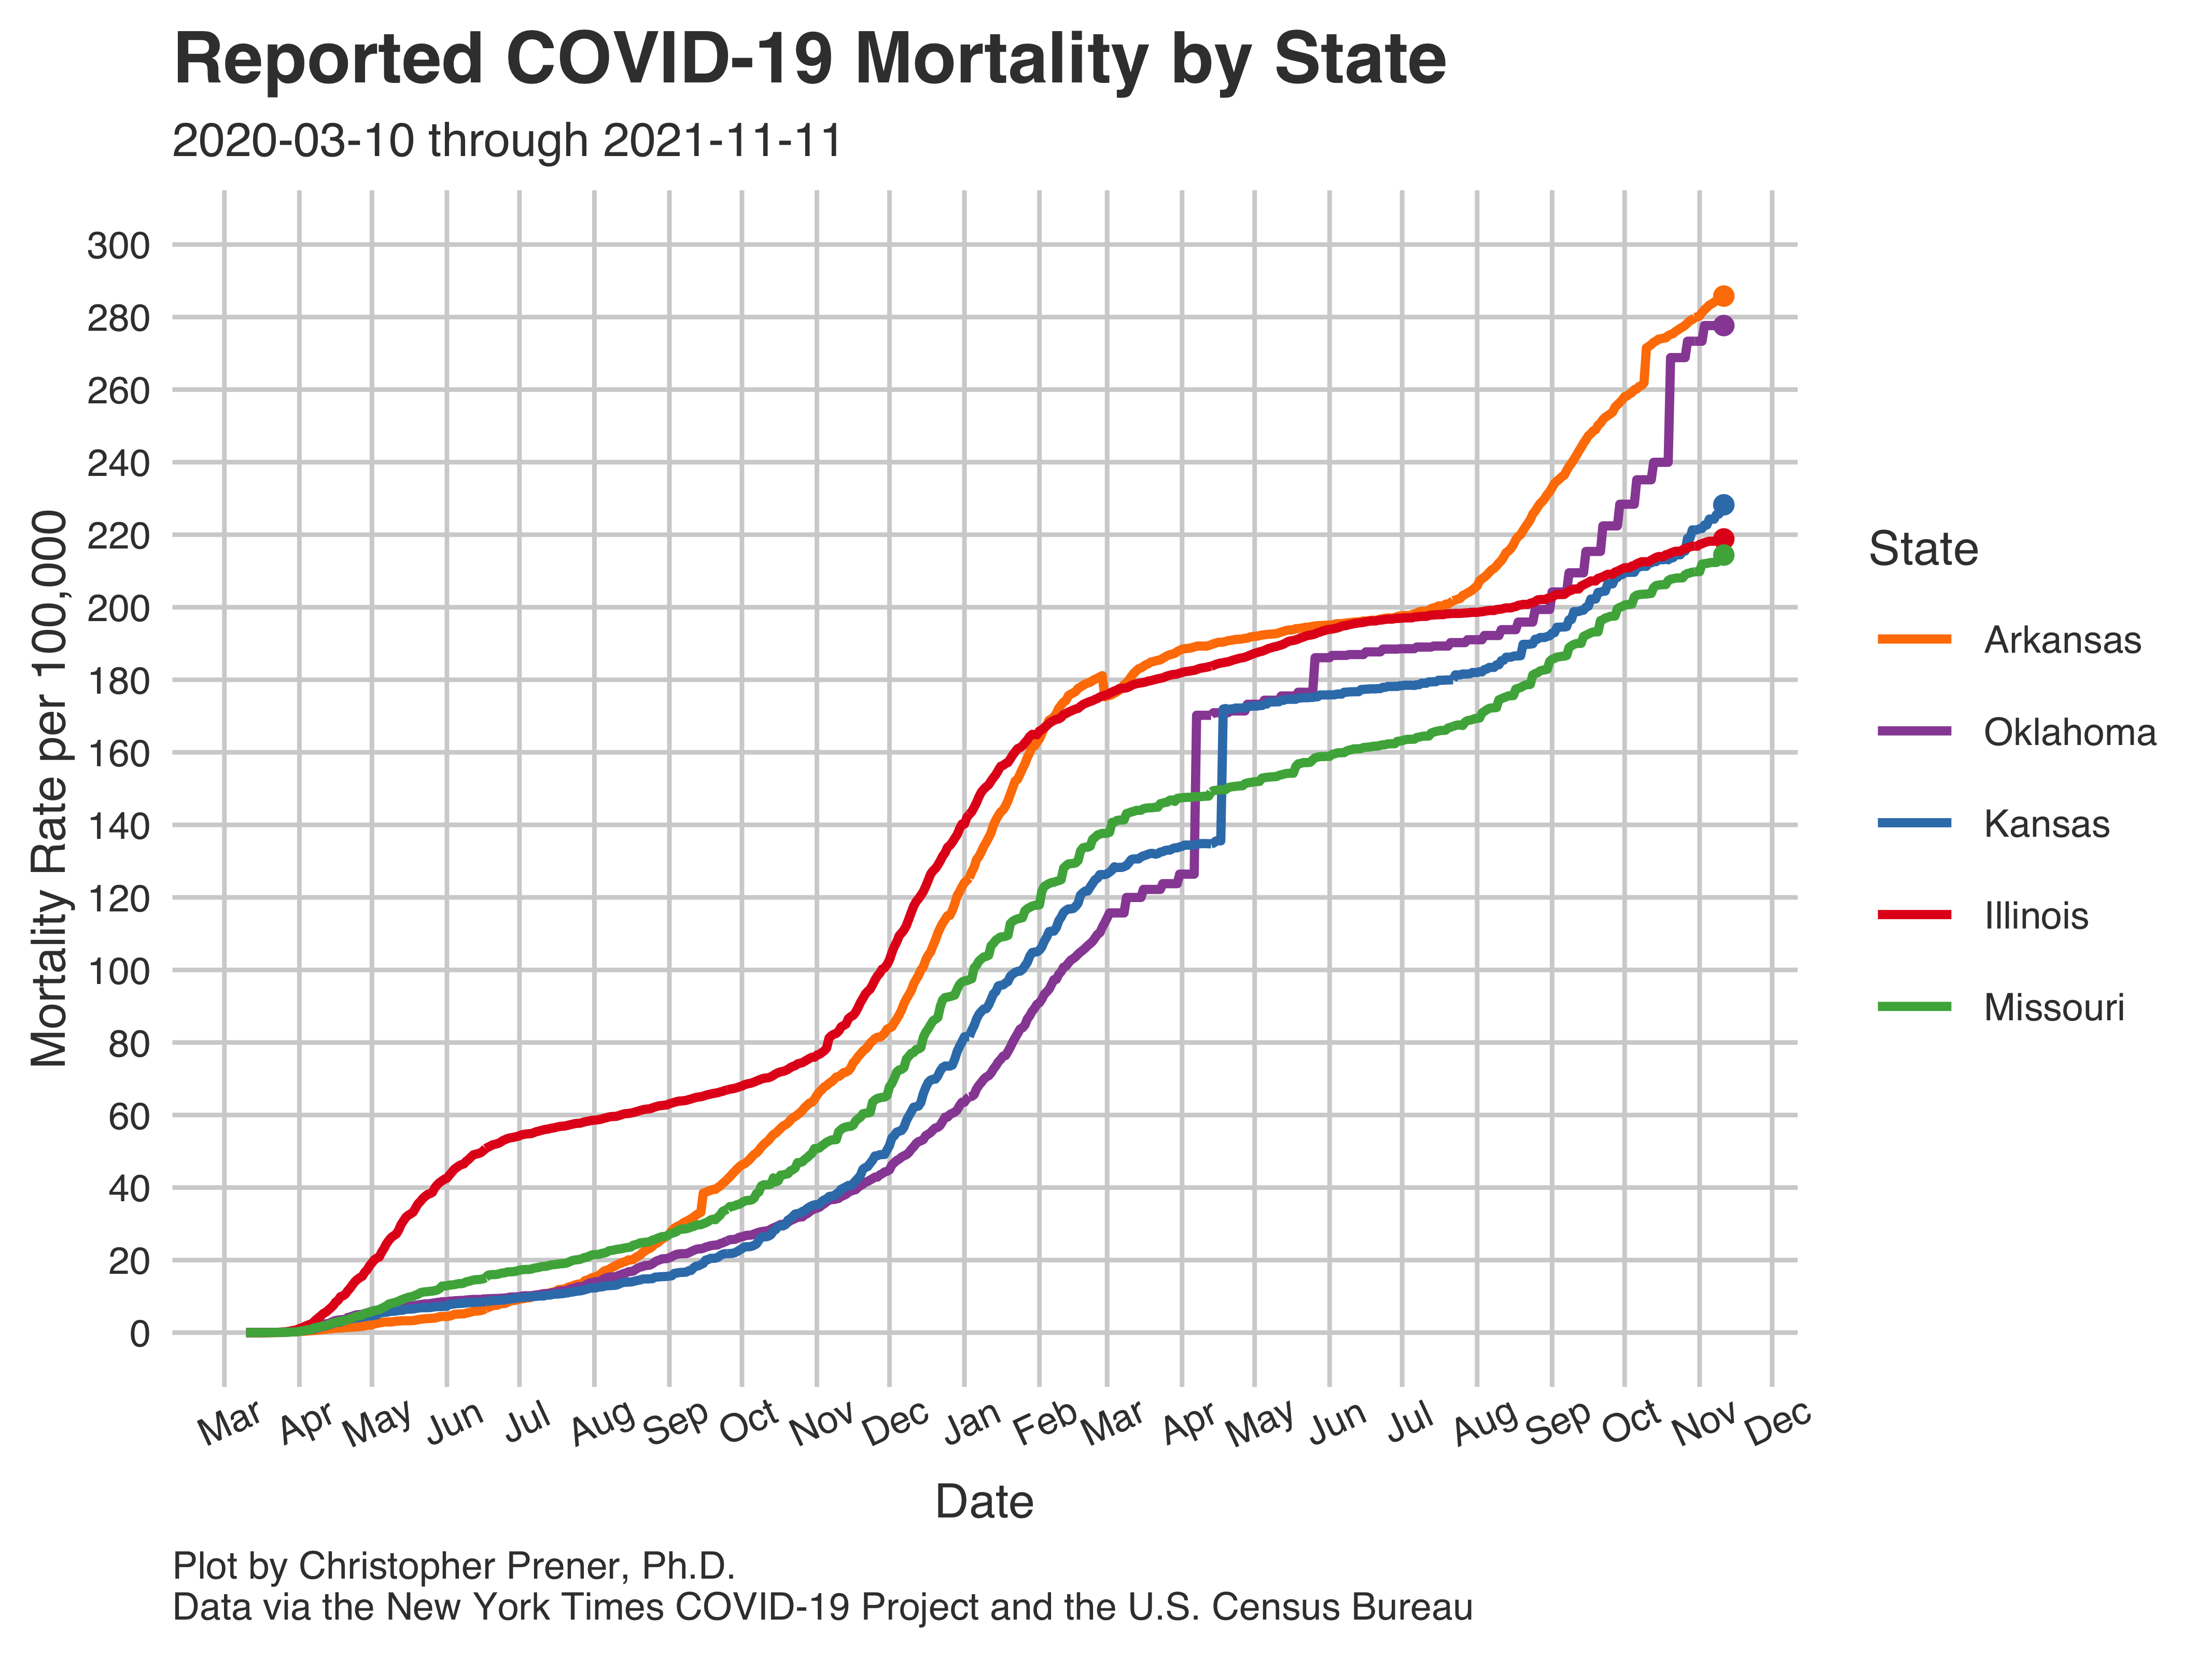 Reported COVID-19 Mortality by State
2020-03-10 through 2021-11-11
Mortality Rate per 100,000
300
280
260
240
220
200
180
160
140
120
100
80
60
40
20
0
Mar Apr May Jun Jul Aug Sep Oct Nov Dec Jan Feb Mar Apr May Jun Jul Aug Sep Oct Nov Dec
Date
State
Arkansas
Oklahoma
Kansas
Illinois
Missouri
Plot by Christopher Prener, Ph.D.
Data via the New York Times COVID-19 Project and the U.S. Census Bureau